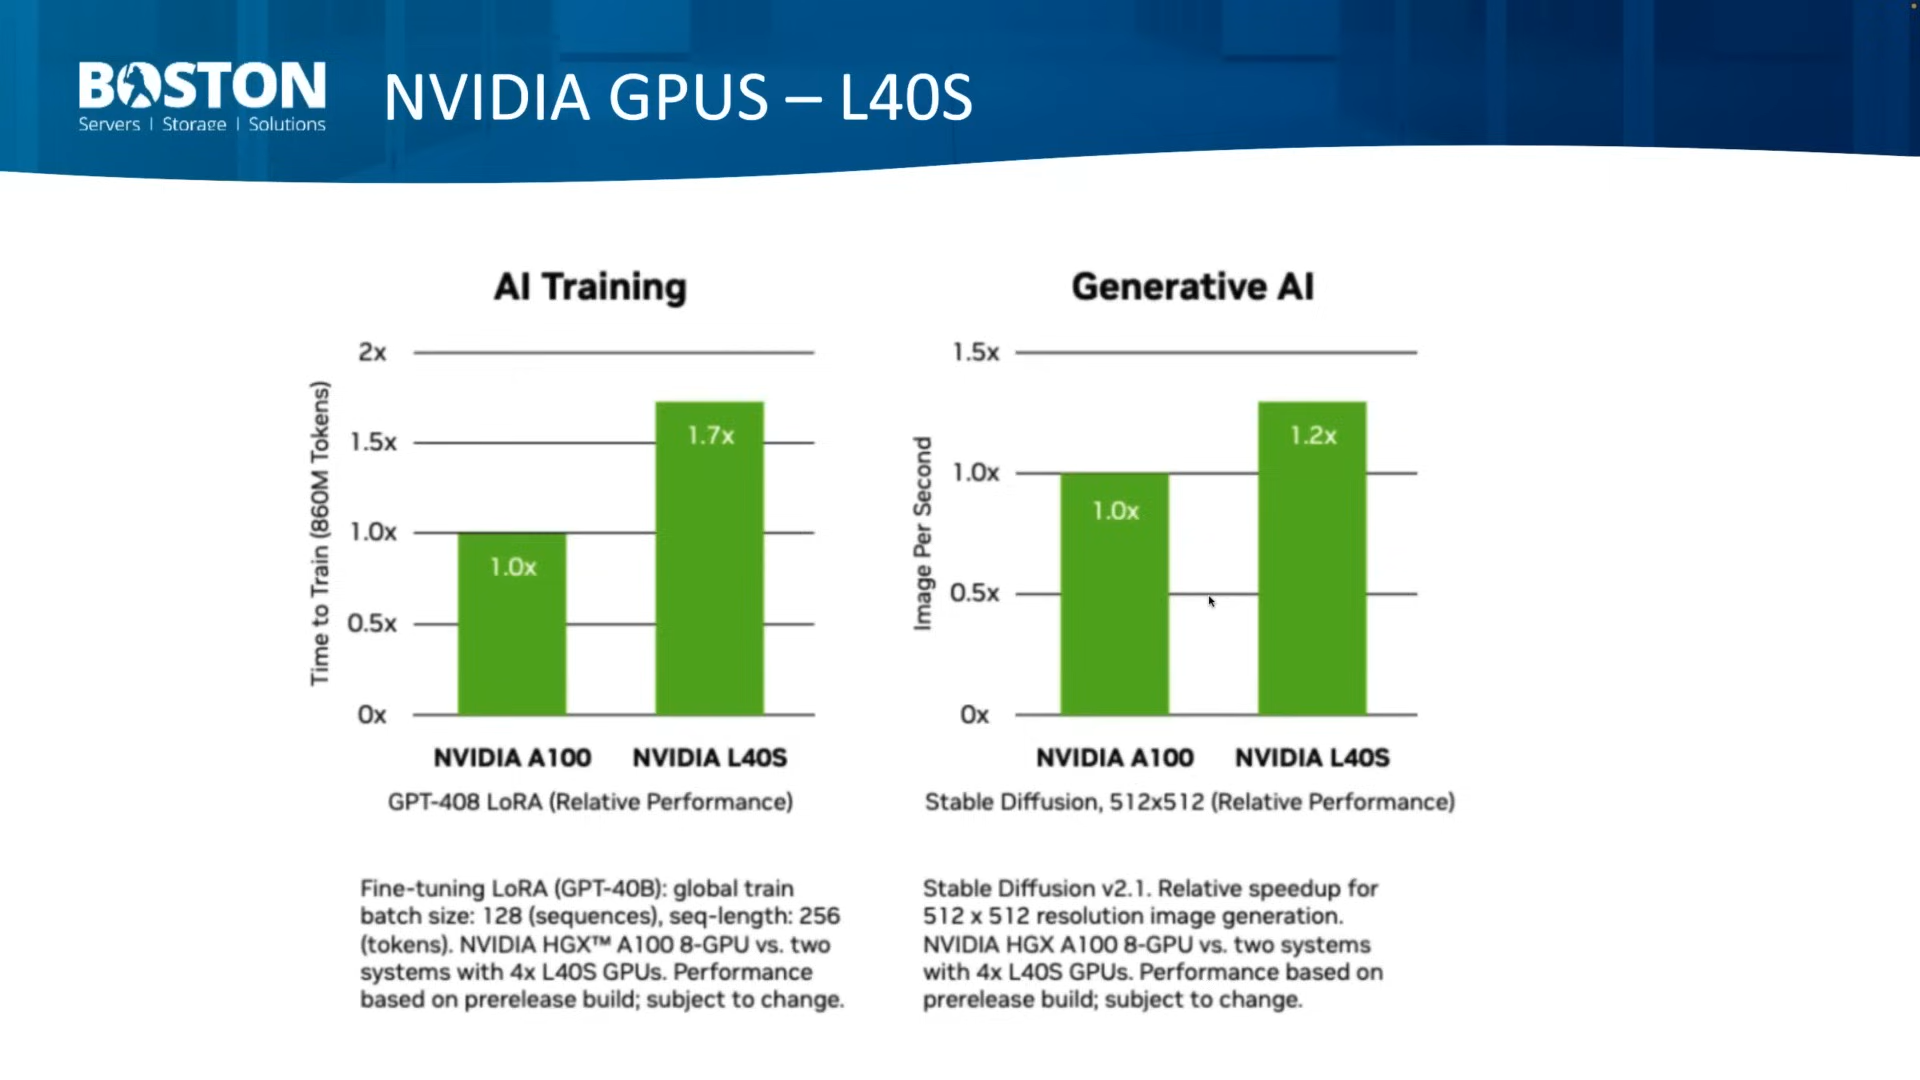 BOSTON
Servers | Storage | Solutions
NVIDIA GPUS – L40S
AI Training
2x
1.5x
1.0x
0.5x
0x
Time to Train (860M Tokens)
1.0x
1.7x
NVIDIA A100
NVIDIA L40S
GPT-408 LoRA (Relative Performance)
Fine-tuning LoRA (GPT-40B): global train
batch size: 128 (sequences), seq-length: 256
(tokens). NVIDIA HGX™ A100 8-GPU vs. two
systems with 4x L40S GPUs. Performance
based on prerelease build; subject to change.
Generative AI
1.5x
1.0x
0.5x
0x
Image Per Second
1.0x
1.2x
NVIDIA A100
NVIDIA L40S
Stable Diffusion, 512x512 (Relative Performance)
Stable Diffusion v2.1. Relative speedup for
512 x 512 resolution image generation.
NVIDIA HGX A100 8-GPU vs. two systems
with 4x L40S GPUs. Performance based on
prerelease build; subject to change.